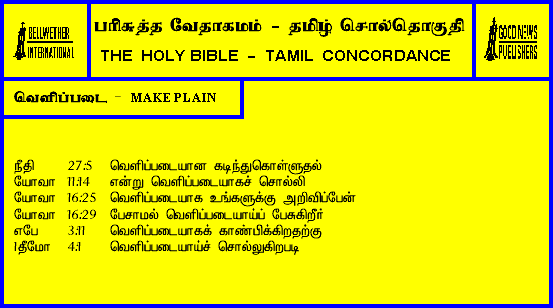 BELLWETHER
INTERNATIONAL
பரிசுத்த வேதாகமம் - தமிழ் சொல்தொகுதி
THE HOLY BIBLE - TAMIL CONCORDANCE
GOOD NEWS
PUBLISHERS
வெளிப்படை - MAKE PLAIN
நீதி 27:5 வெளிப்படையான கடிந்துகொள்ளுதல்
யோவா 11:14 என்று வெளிப்படையாகச் சொல்லி
யோவா 16:25 வெளிப்படையாக உங்களுக்கு அறிவிப்பேன்
யோவா 16:29 பேசாமல் வெளிப்படையாய்ப் பேசுகிறீர்
எபே 3:11 வெளிப்படையாகக் காண்பிக்கிறதற்கு
1தீமோ 4:1 வெளிப்படையாய்ச் சொல்லுகிறபடி